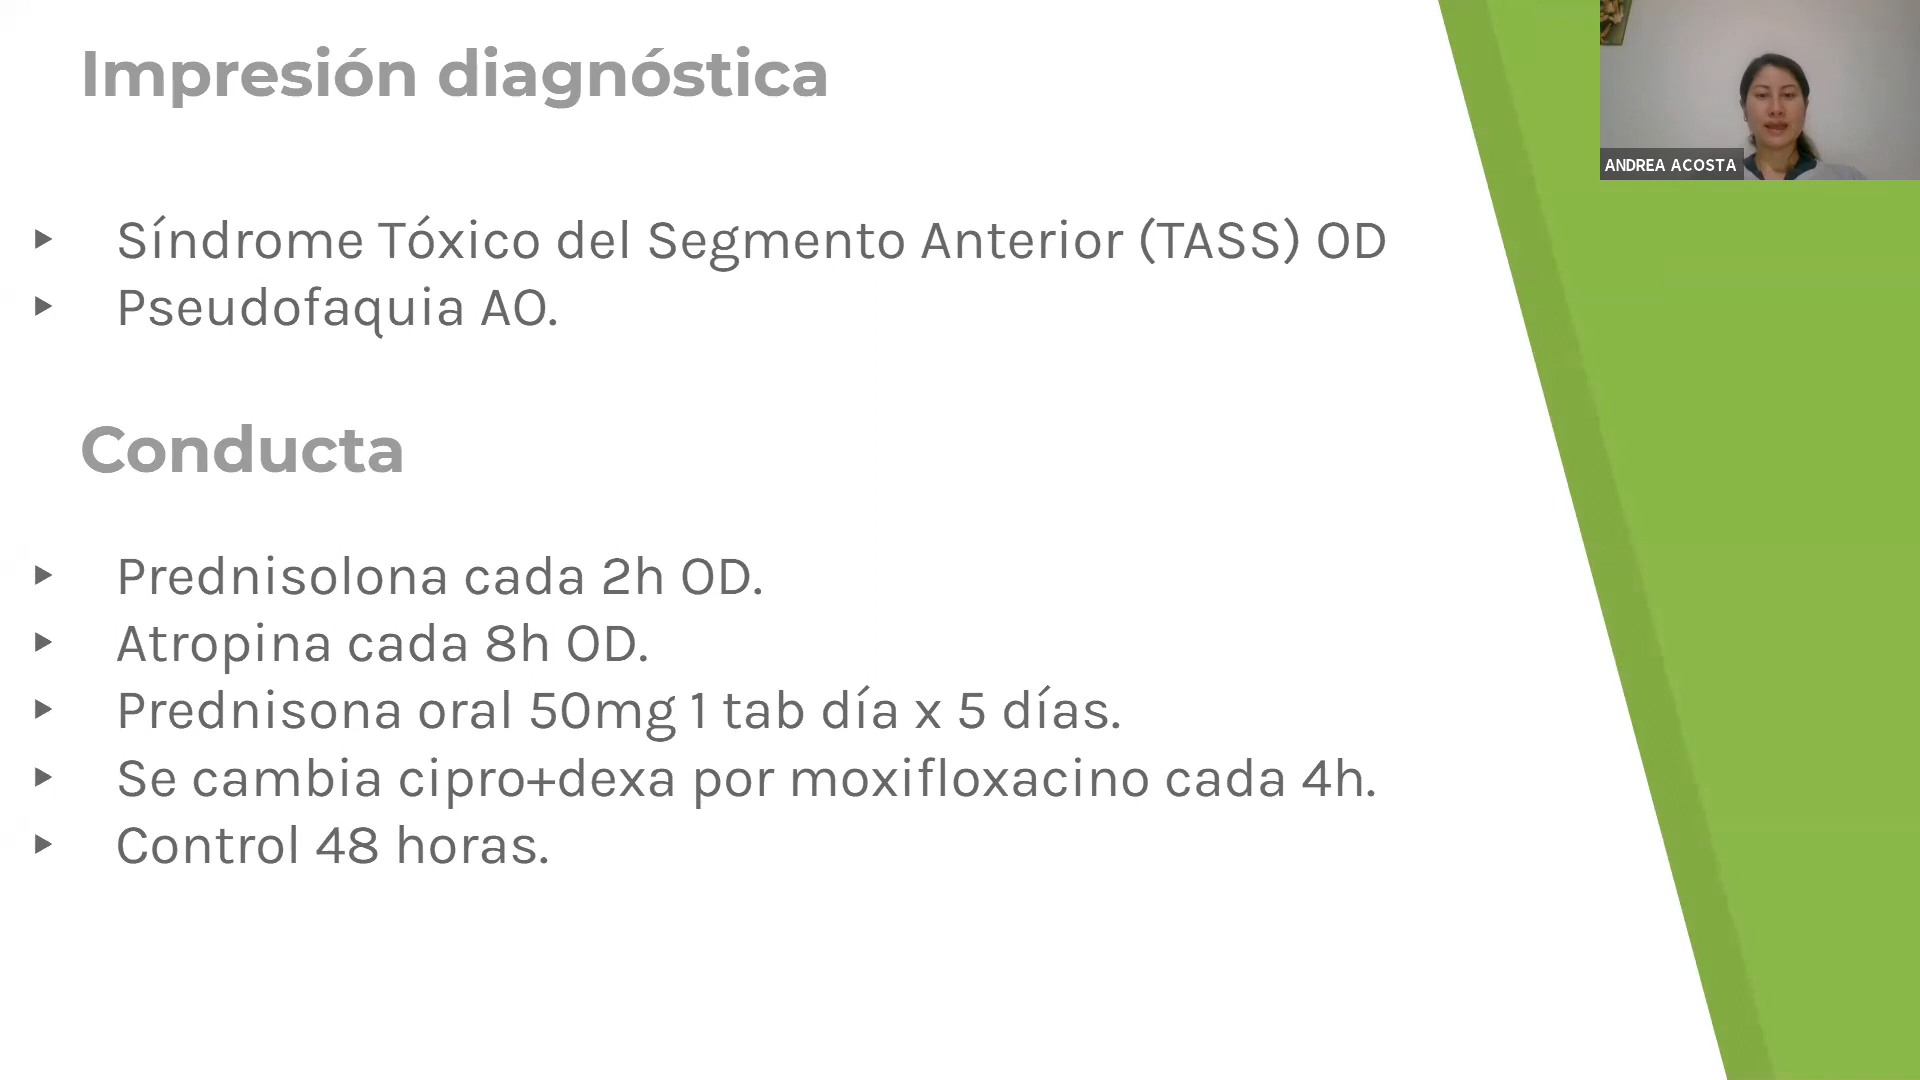 Impresión diagnóstica
ANDREA ACOSTA
Síndrome Tóxico del Segmento Anterior (TASS) OD
Pseudofaquia AO.
Conducta
Prednisolona cada 2h OD.
Atropina cada 8h OD.
Prednisona oral 50mg 1 tab día x 5 días.
Se cambia cipro+dexa por moxifloxacino cada 4h.
Control 48 horas.